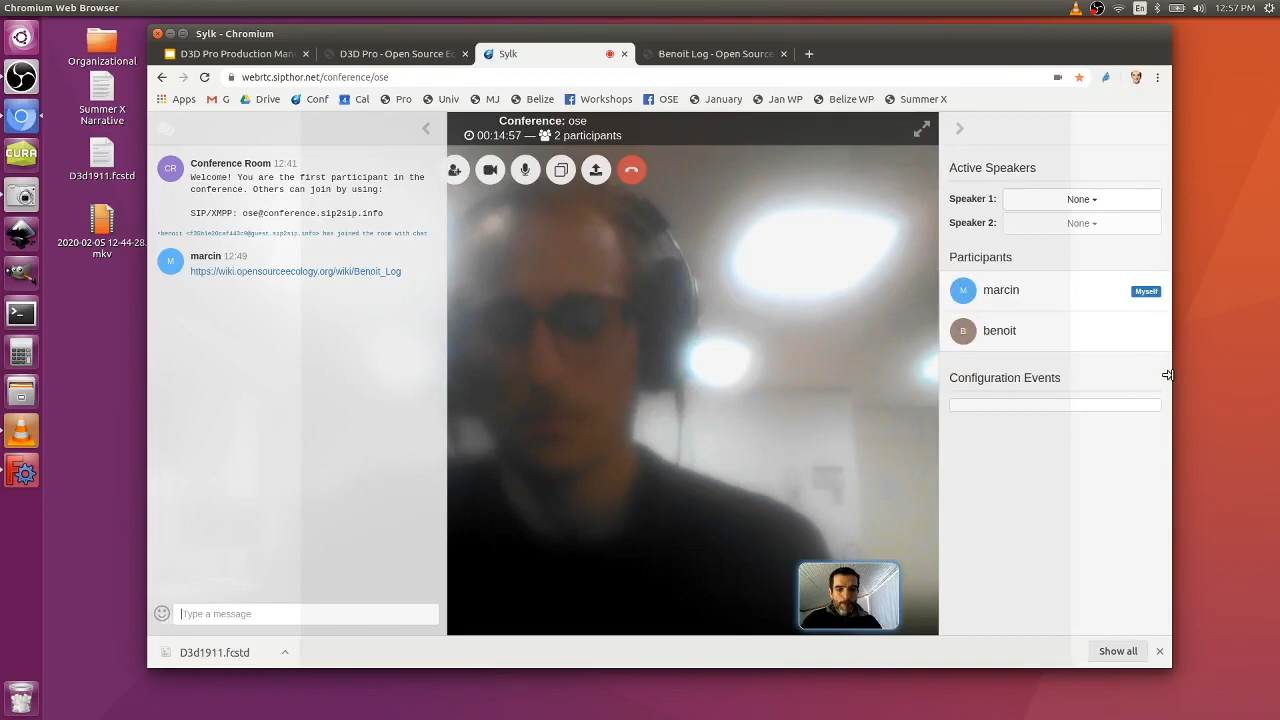 Chromium Web Browser
En
12:57 PM
Organizational
Summer X
Narrative
D3d1911.fcstd
2020-02-05 12-44-28.
mkv
Sylk - Chromium
D3D Pro Production Man
D3D Pro - Open Source Ec
Sylk
Benoit Log - Open Source
webrtc.sipthor.net/conference/ose
Apps
G
Drive
Conf
Cal
Pro
Univ
MJ
Belize
Workshops
OSE
January
Jan WP
Belize WP
Summer X
Conference: ose
00:14:57 — 2 participants
CR
Conference Room 12:41
Welcome! You are the first participant in the
conference. Others can join by using:
SIP/XMPP: ose@conference.sip2sip.info
M
marcin 12:49
https://wiki.opensourceecology.org/wiki/Benoit_Log
Type a message
Active Speakers
Speaker 1:
None
Speaker 2:
None
Participants
M
marcin
Myself
B
benoit
Configuration Events
D3d1911.fcstd
Show all
CURA